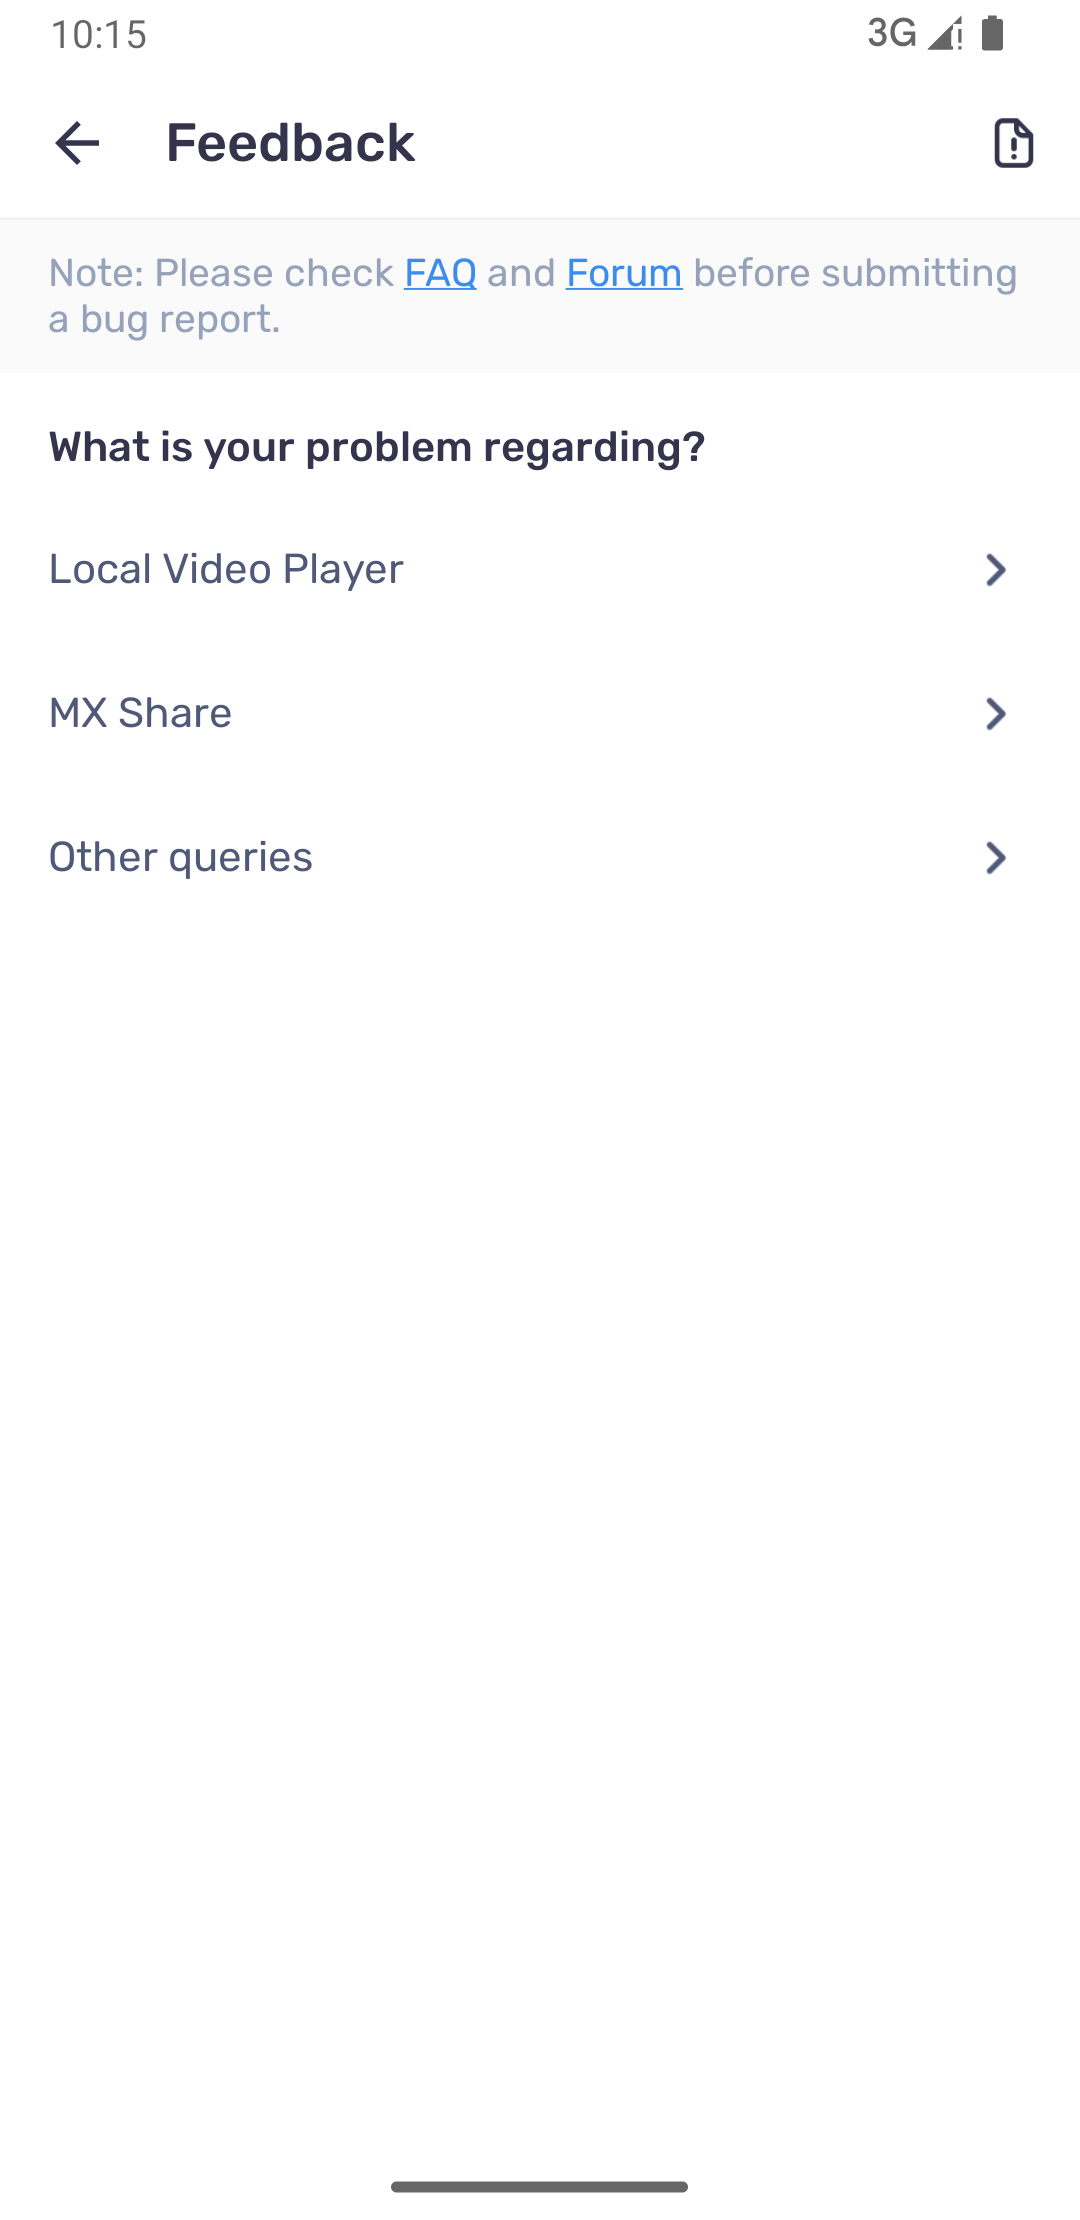 10:15
3G
Feedback
Note: Please check FAQ and Forum before submitting
a bug report.
What is your problem regarding?
Local Video Player
MX Share
Other queries